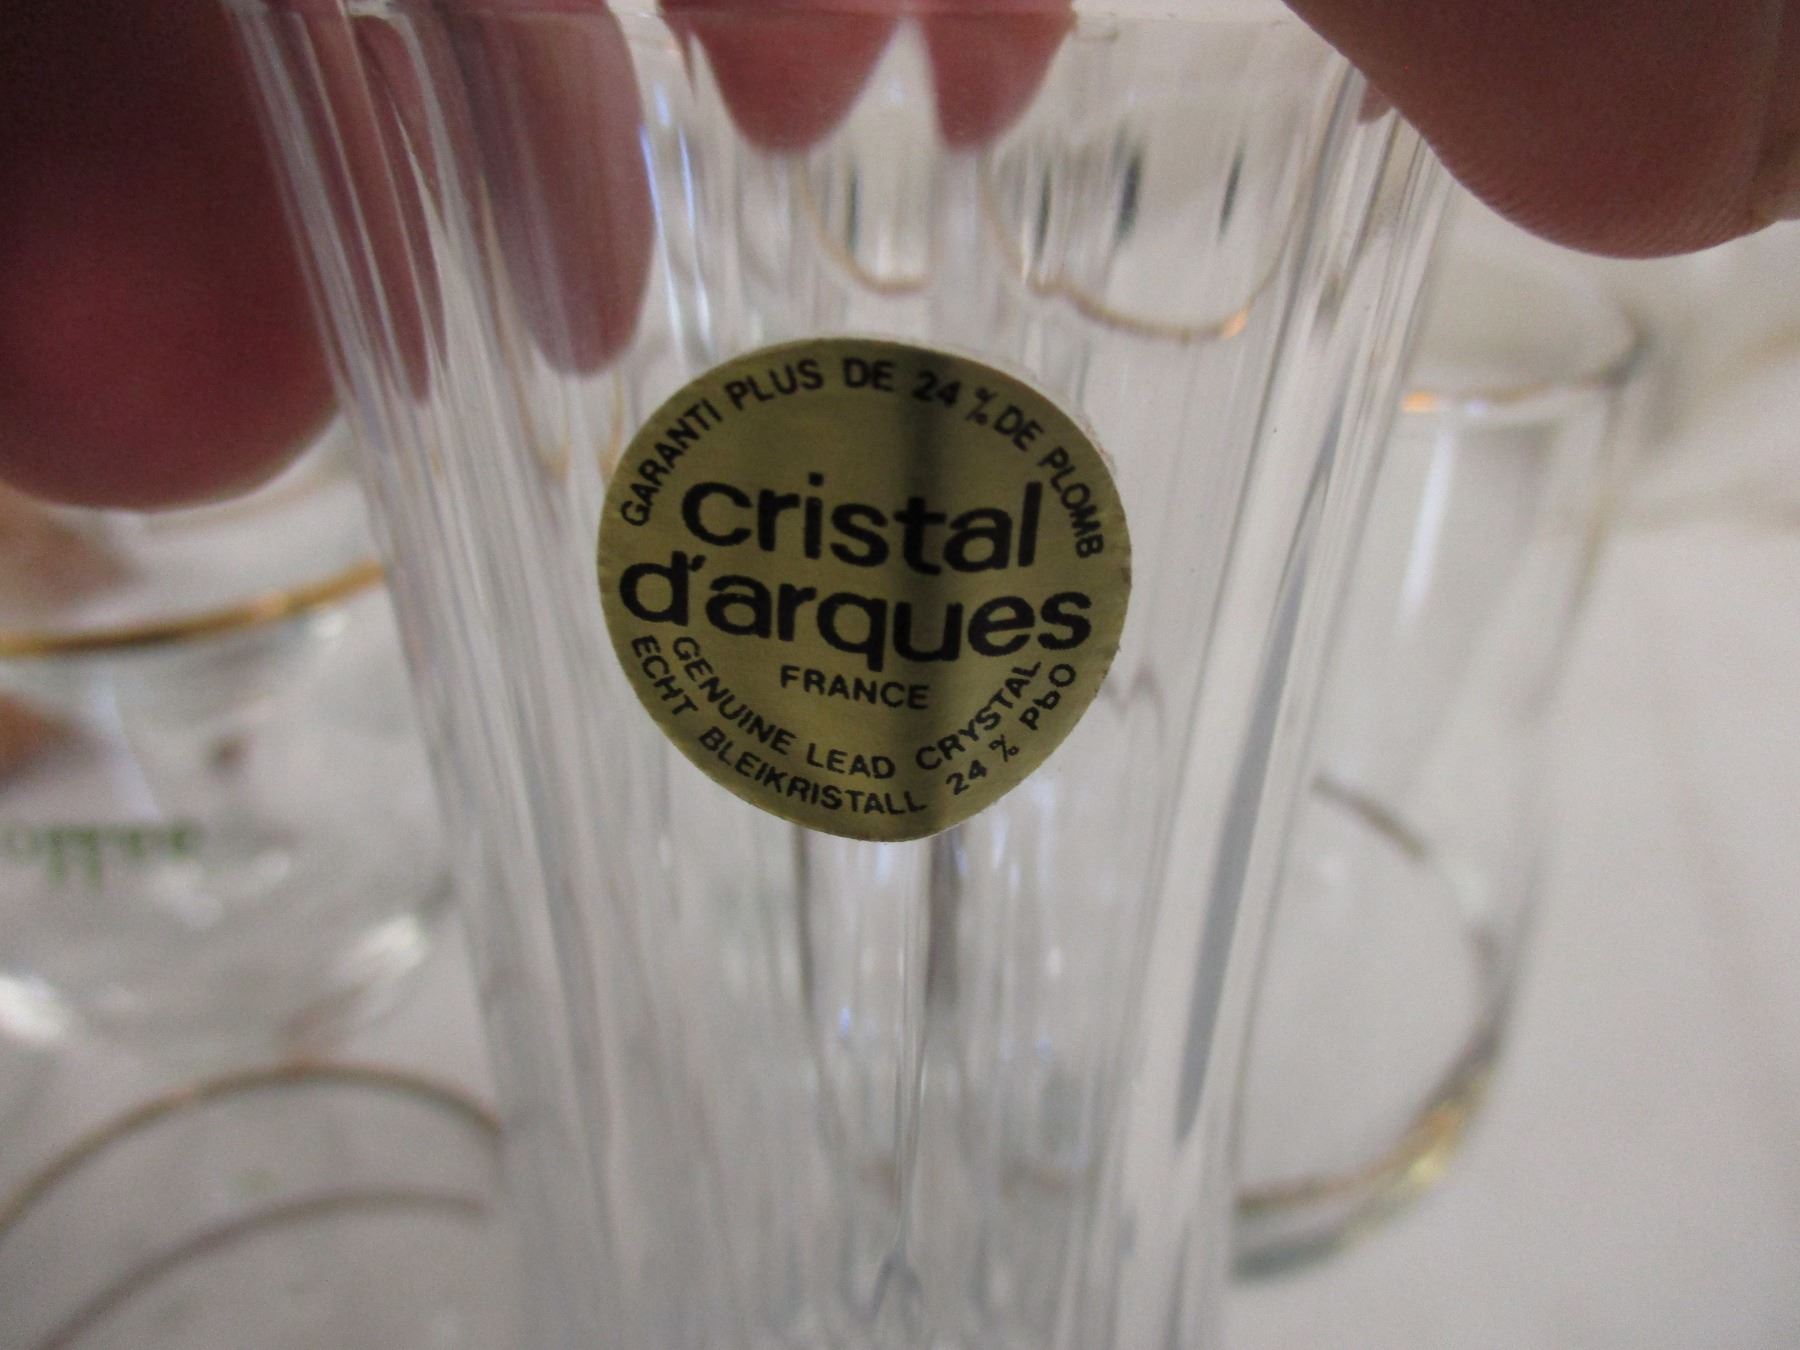 GARANTI PLUS DE 24 % DE PLOMB
cristal
d'arques
FRANCE
GENUINE LEAD CRYSTAL
ECHT BLEIKRISTALL 24 % PbO